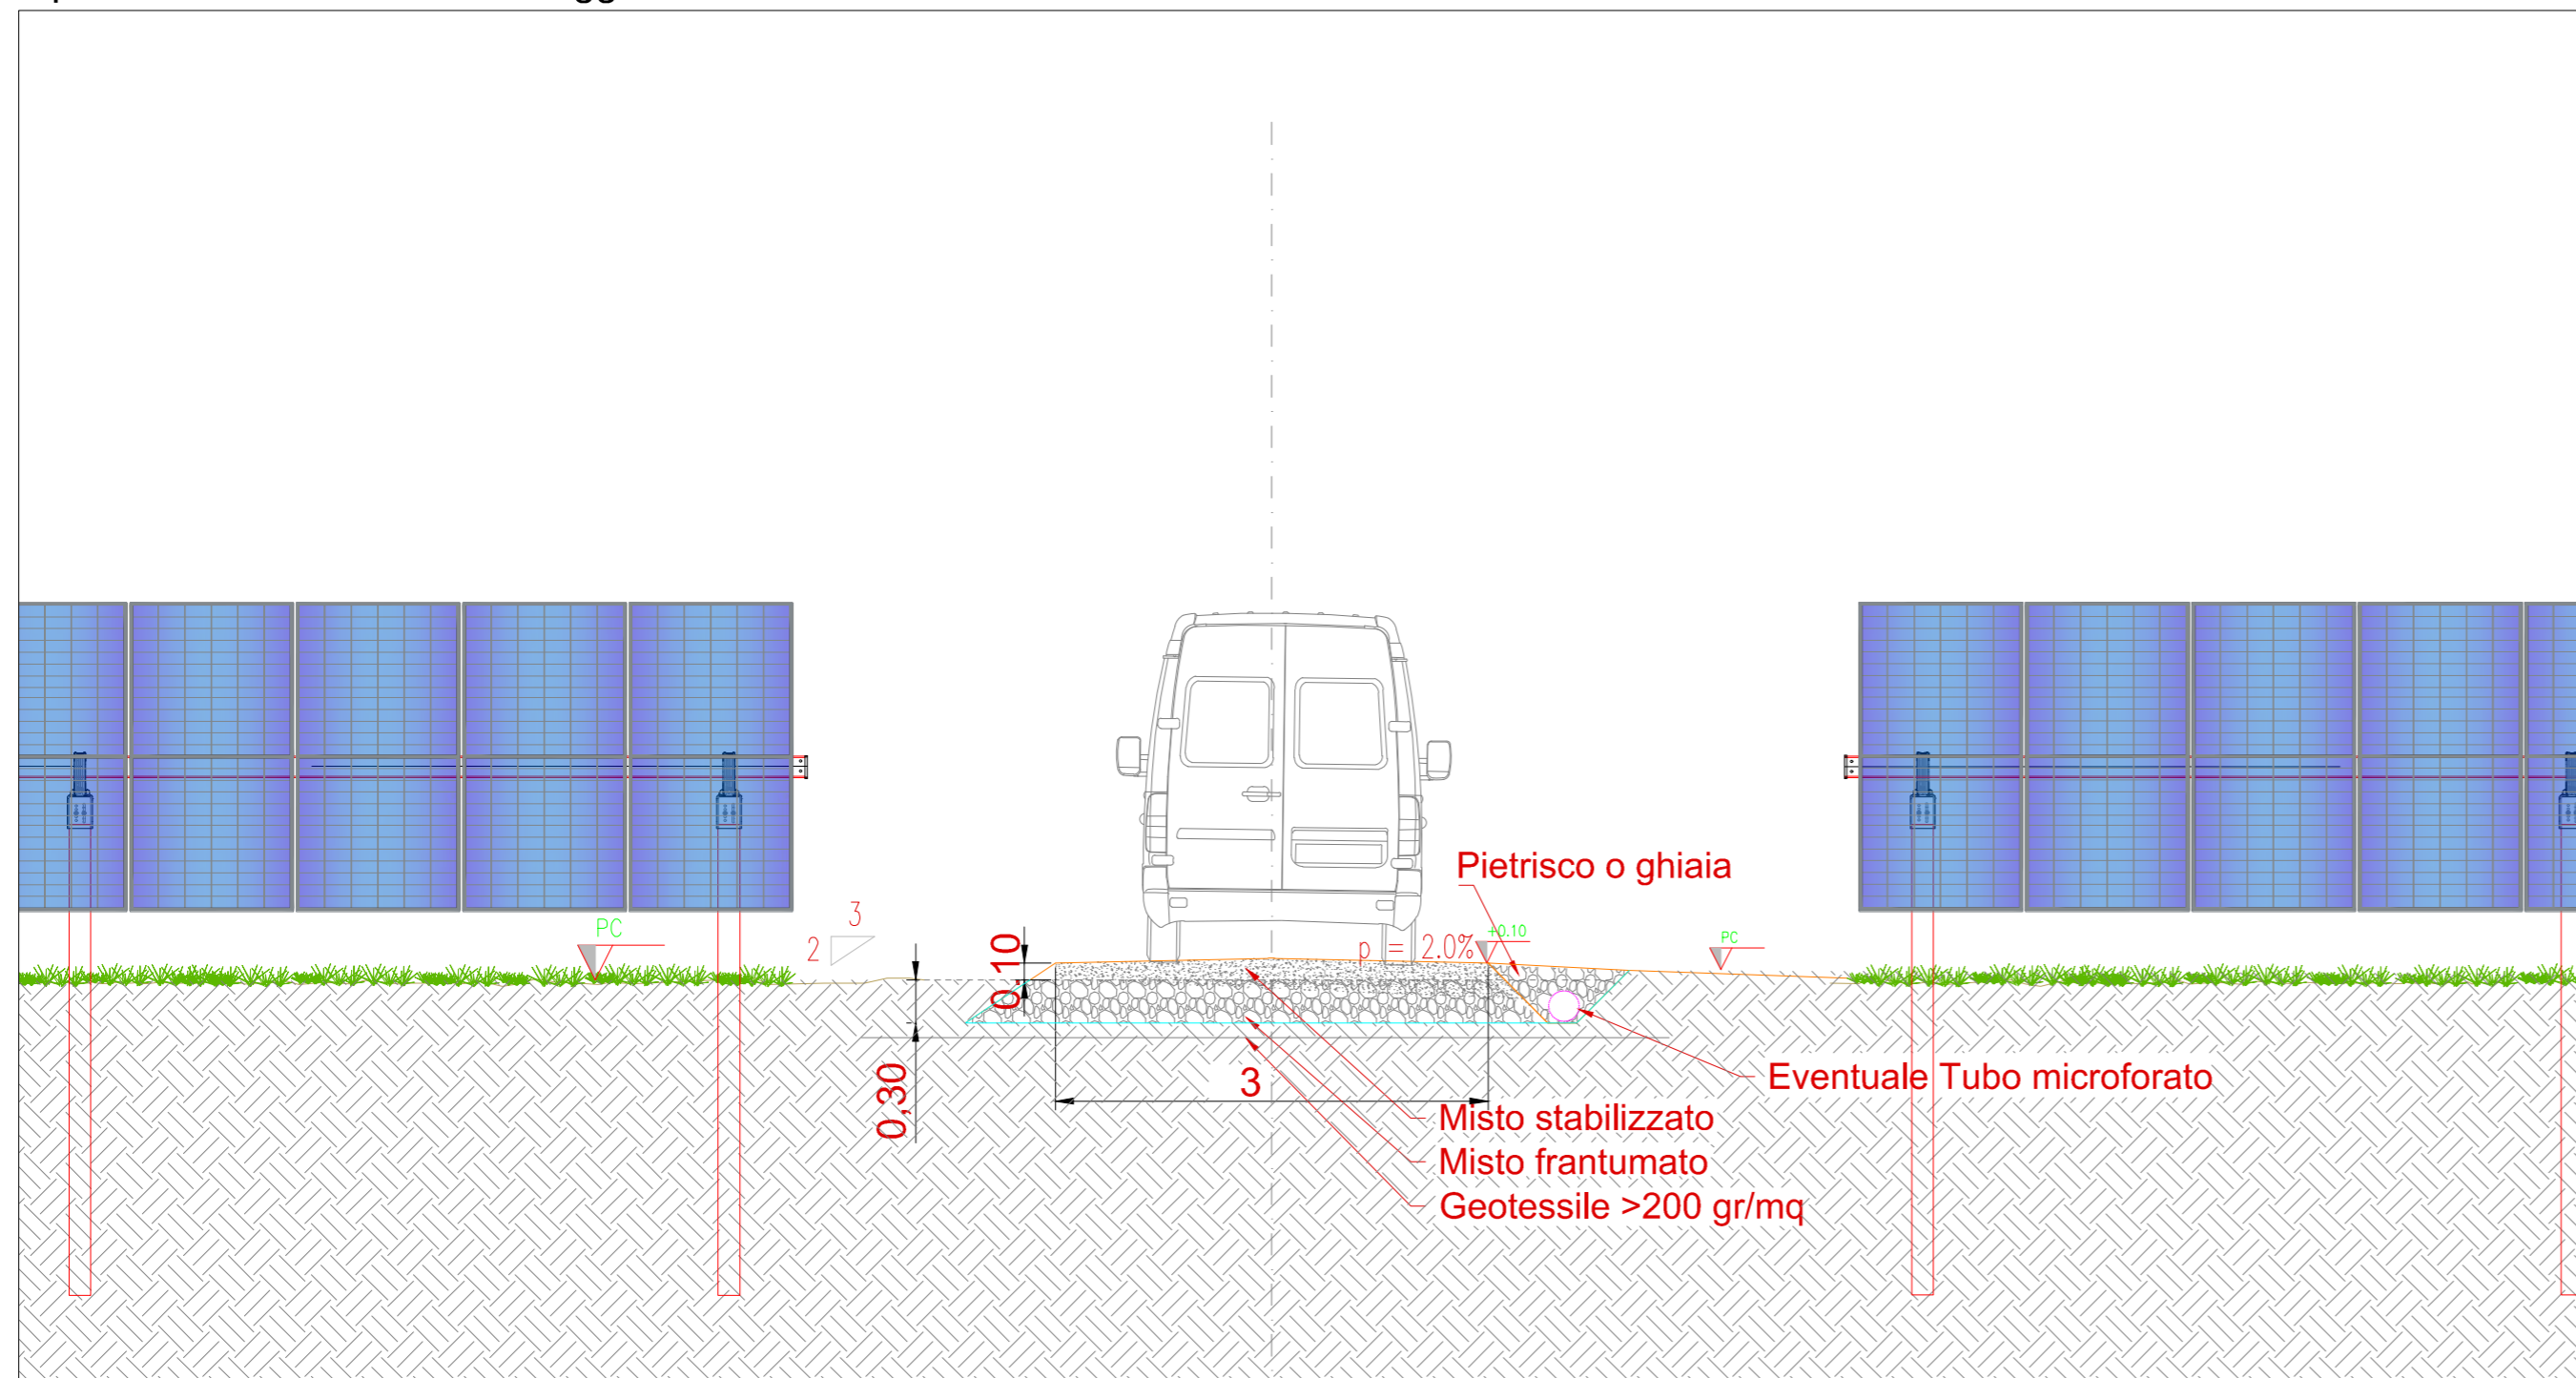 Pietrisco o ghiaia
PC
3
2
0.10
p = 2.0%
+0.10
PC
0,30
3
Eventuale Tubo microforato
Misto stabilizzato
Misto frantumato
Geotessile >200 gr/mq